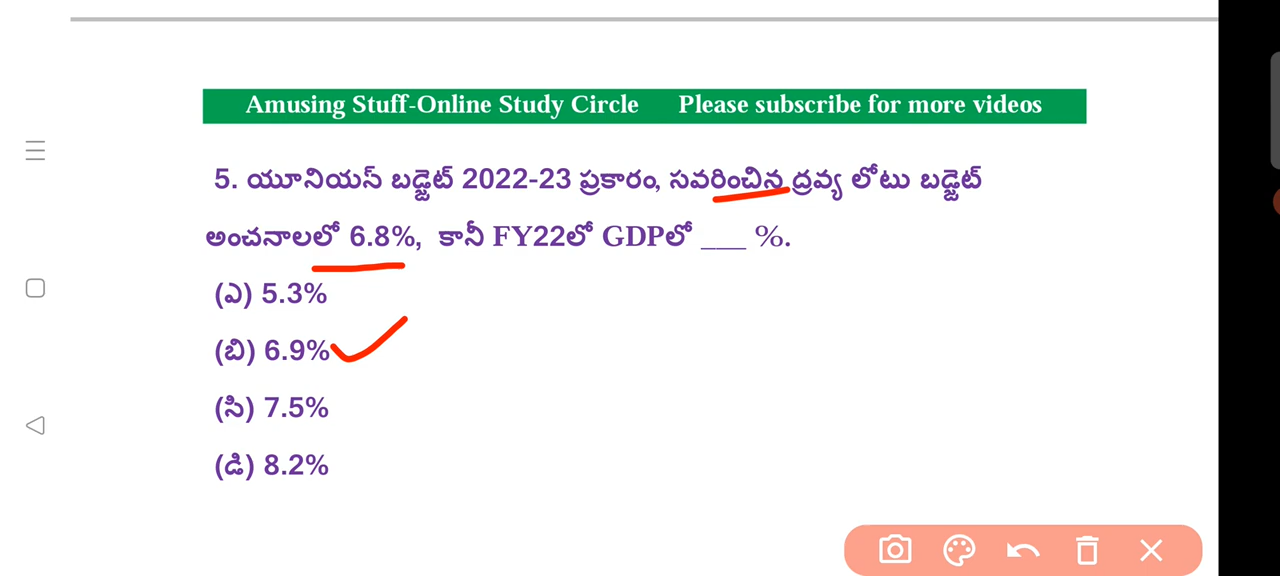 Amusing Stuff-Online Study Circle Please subscribe for more videos
5. యూనియస్ బడ్జెట్ 2022-23 ప్రకారం, సవరించిన ద్రవ్య లోటు బడ్జెట్
అంచనాలలో 6.8%, కానీ FY22లో GDPలో ___ %.
(ఎ) 5.3%
(బి) 6.9%
(సి) 7.5%
(డి) 8.2%